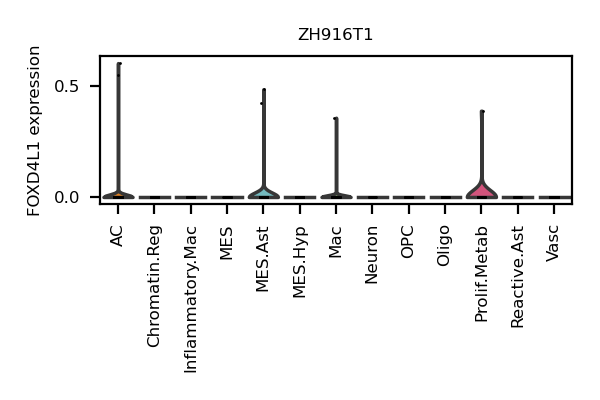 ZH916T1
FOXD4L1 expression
0.5
0.0
AC
Chromatin.Reg
Inflammatory.Mac
MES
MES.Ast
MES.Hyp
Mac
Neuron
OPC
Oligo
Prolif.Metab
Reactive.Ast
Vasc